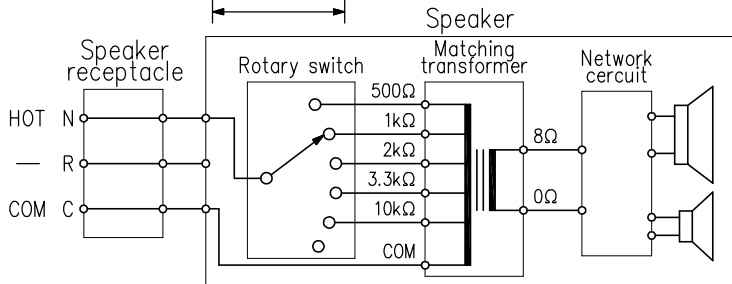 Speaker
Speaker
receptacle
Rotary switch
Matching
transformer
Network
cercuit
HOT N
— R
COM C
500Ω
1kΩ
2kΩ
3.3kΩ
10kΩ
COM
8Ω
0Ω